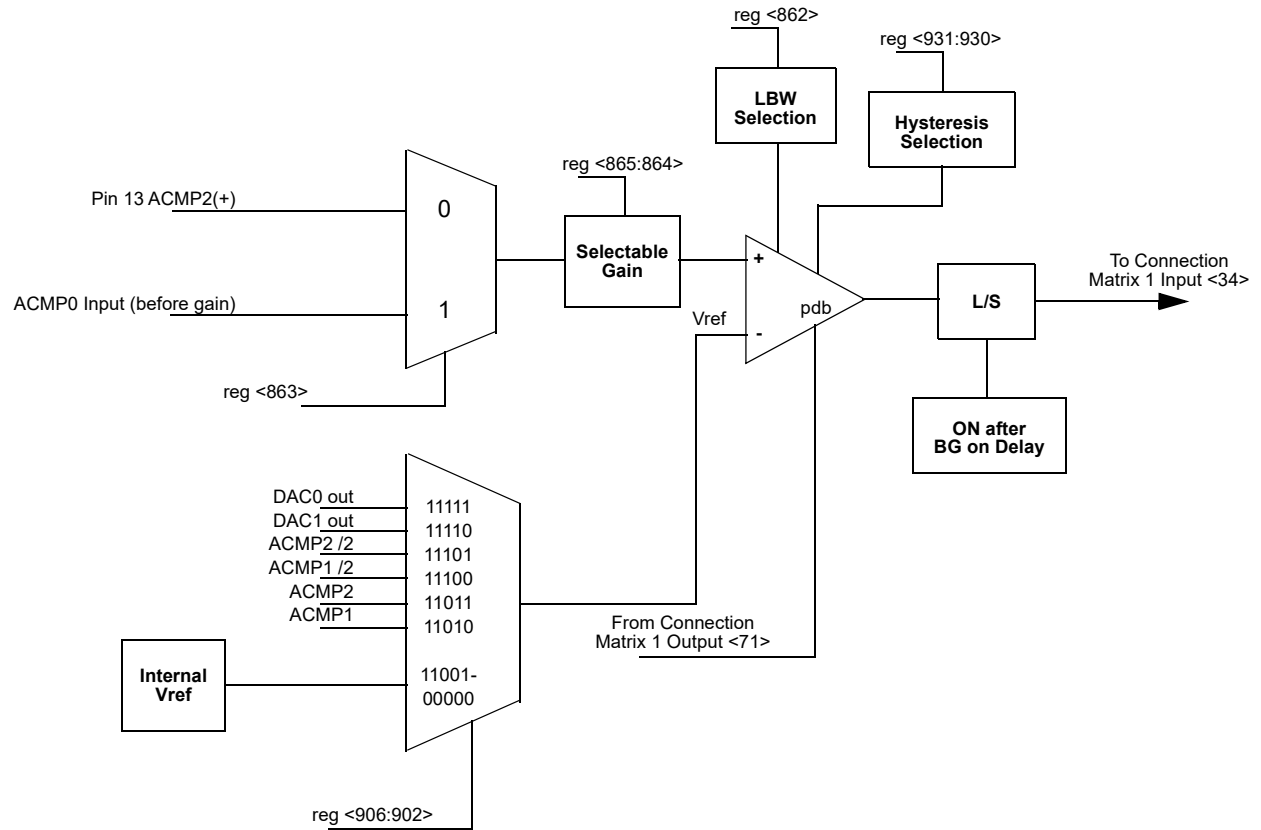 reg <862>
reg <931:930>
LBW
Selection
Hysteresis
Selection
reg <865:864>
Pin 13 ACMP2(+)
0
Selectable
Gain
+
To Connection
Matrix 1 Input <34>
ACMP0 Input (before gain)
1
Vref
pdb
-
L/S
reg <863>
ON after
BG on Delay
DAC0 out
11111
DAC1 out
11110
ACMP2 /2
11101
ACMP1 /2
11100
ACMP2
11011
ACMP1
11010
From Connection
Matrix 1 Output <71>
Internal
Vref
11001-
00000
reg <906:902>